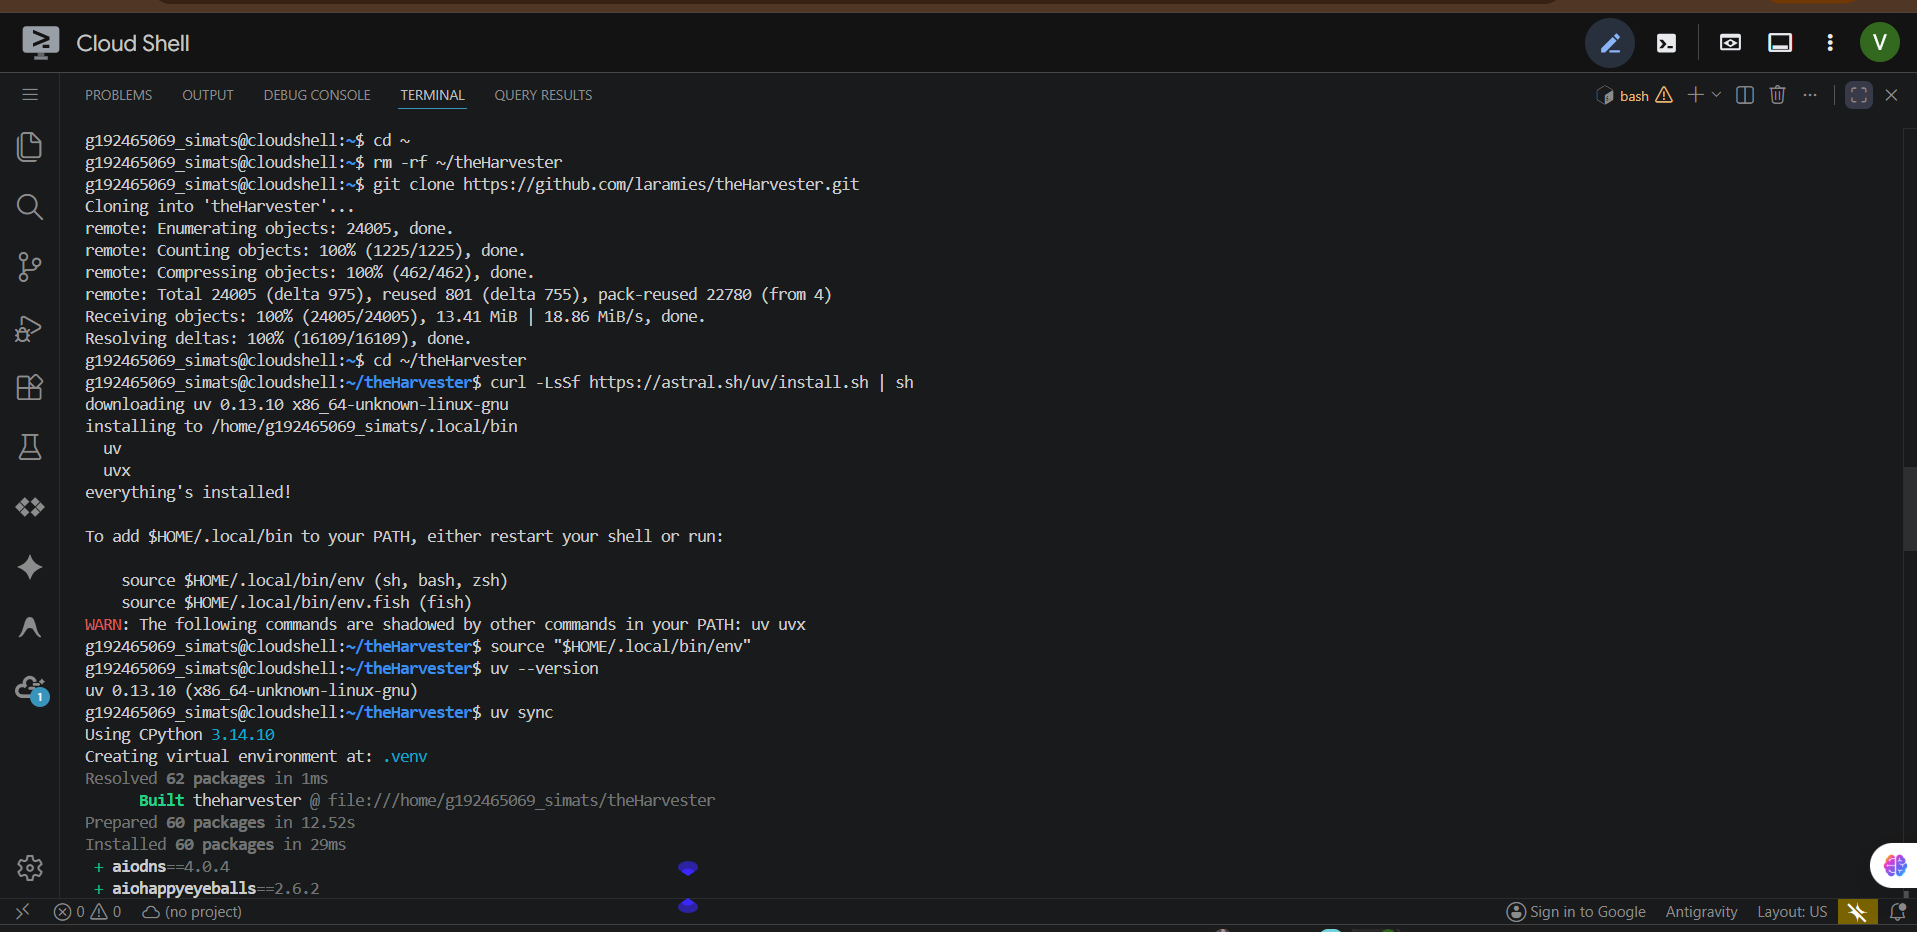 Cloud Shell
V
PROBLEMS OUTPUT DEBUG CONSOLE TERMINAL QUERY RESULTS
bash
g192465069_simats@cloudshell:~$ cd ~
g192465069_simats@cloudshell:~$ rm -rf ~/theHarvester
g192465069_simats@cloudshell:~$ git clone https://github.com/laramies/theHarvester.git
Cloning into 'theHarvester'...
remote: Enumerating objects: 24005, done.
remote: Counting objects: 100% (1225/1225), done.
remote: Compressing objects: 100% (462/462), done.
remote: Total 24005 (delta 975), reused 801 (delta 755), pack-reused 22780 (from 4)
Receiving objects: 100% (24005/24005), 13.41 MiB | 18.86 MiB/s, done.
Resolving deltas: 100% (16109/16109), done.
g192465069_simats@cloudshell:~$ cd ~/theHarvester
g192465069_simats@cloudshell:~/theHarvester$ curl -LsSf https://astral.sh/uv/install.sh | sh
downloading uv 0.13.10 x86_64-unknown-linux-gnu
installing to /home/g192465069_simats/.local/bin
uv
uvx
everything's installed!
To add $HOME/.local/bin to your PATH, either restart your shell or run:
source $HOME/.local/bin/env (sh, bash, zsh)
source $HOME/.local/bin/env.fish (fish)
WARN: The following commands are shadowed by other commands in your PATH: uv uvx
g192465069_simats@cloudshell:~/theHarvester$ source "$HOME/.local/bin/env"
g192465069_simats@cloudshell:~/theHarvester$ uv --version
uv 0.13.10 (x86_64-unknown-linux-gnu)
g192465069_simats@cloudshell:~/theHarvester$ uv sync
Using CPython 3.14.10
Creating virtual environment at: .venv
Resolved 62 packages in 1ms
Built theharvester @ file:///home/g192465069_simats/theHarvester
Prepared 60 packages in 12.52s
Installed 60 packages in 29ms
+ aiodns==4.0.4
+ aiohappyeyeballs==2.6.2
1
0 0 (no project) Sign in to Google Antigravity Layout: US